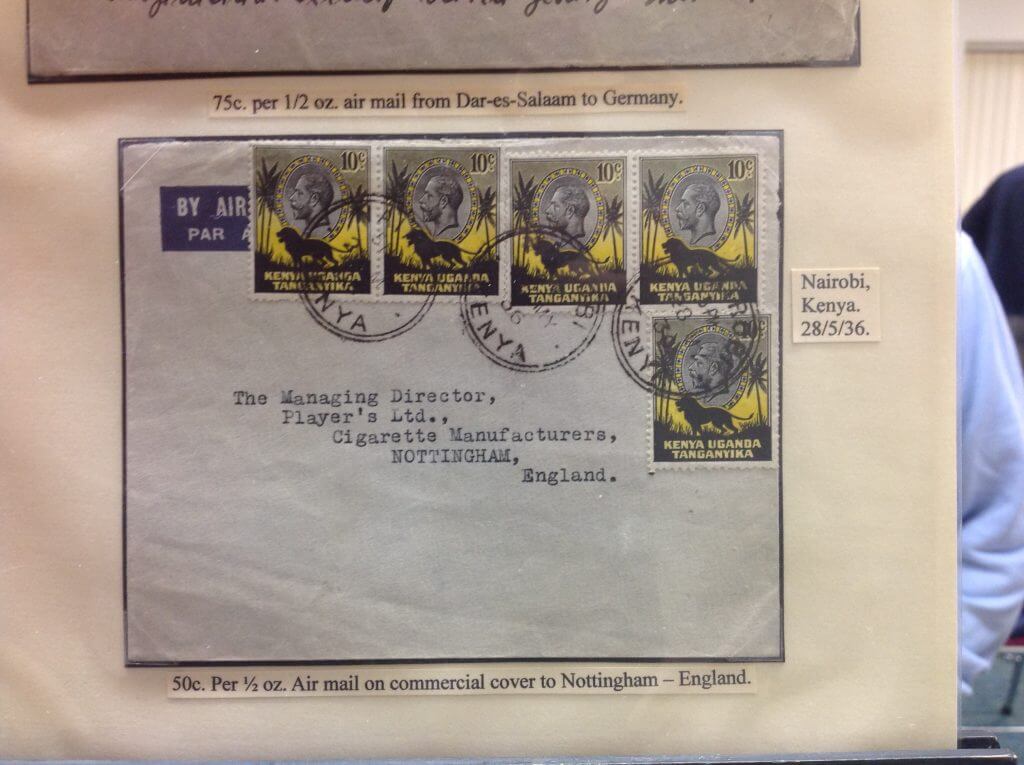 75c. per 1/2 oz. air mail from Dar-es-Salaam to Germany.
BY AIR
PAR A
10c
10c
10c
10c
KENYA UGANDA
TANGANYIKA
KENYA UGANDA
TANGANYIKA
KENYA UGANDA
TANGANYIKA
KENYA UGANDA
TANGANYIKA
KENYA
KENYA
KENYA
MY
36
28
Nairobi,
Kenya.
28/5/36.
The Managing Director,
Player's Ltd.,
Cigarette Manufacturers,
NOTTINGHAM,
England.
KENYA UGANDA
TANGANYIKA
50c. Per ½ oz. Air mail on commercial cover to Nottingham – England.